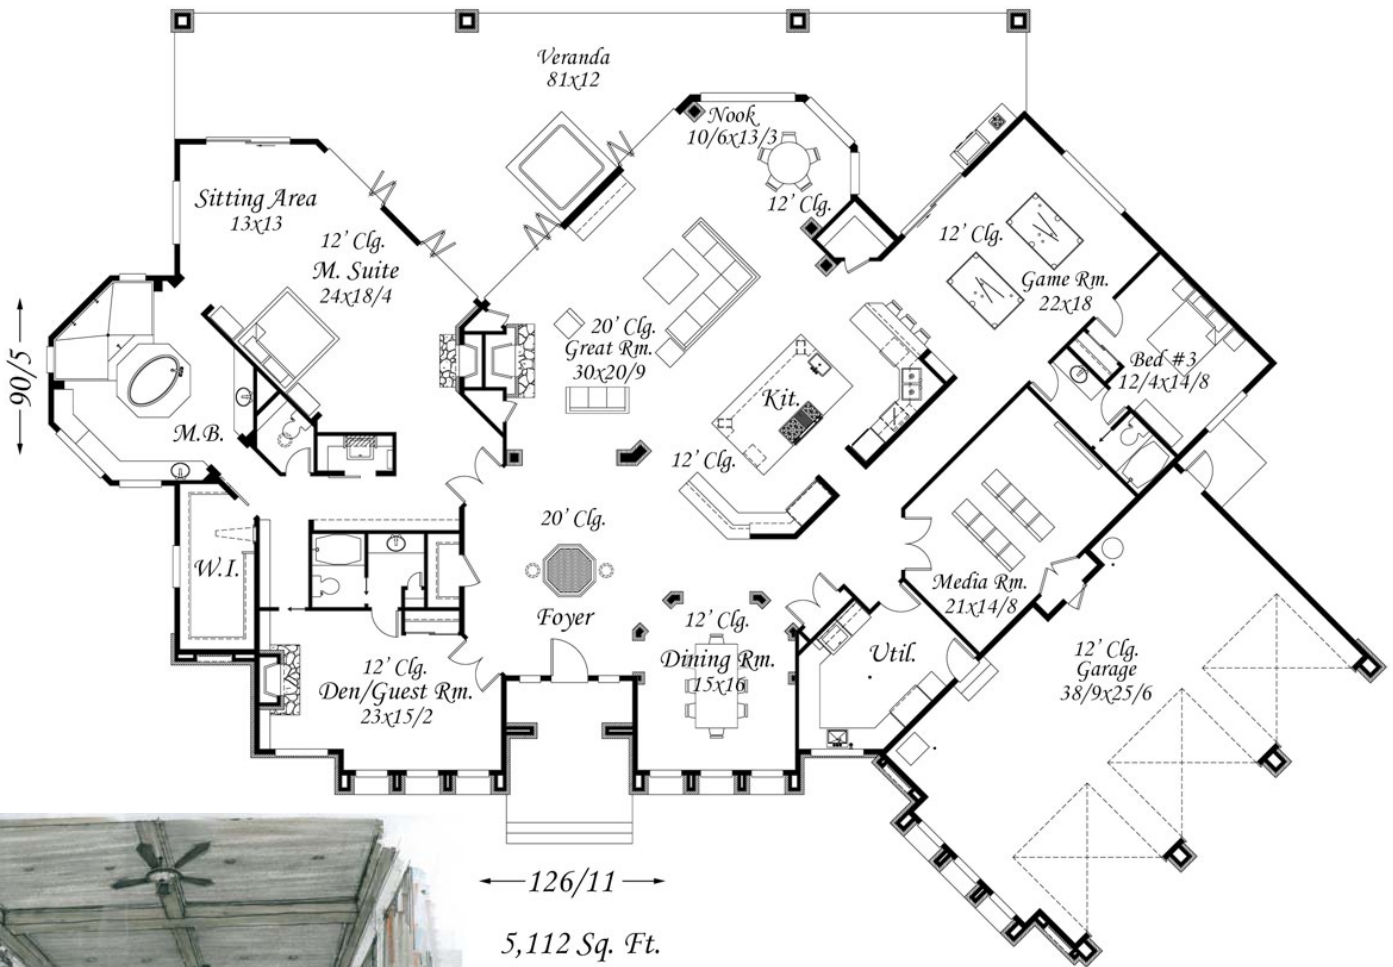 Veranda
81x12
Nook
10/6x13/3
12' Clg.
Sitting Area
13x13
12' Clg.
M. Suite
24x18/4
12' Clg.
Game Rm.
22x18
20' Clg.
Great Rm.
30x20/9
Bed #3
12/4x14/8
90/5
Kit.
M.B.
12' Clg.
20' Clg.
W.I.
Media Rm.
21x14/8
Foyer
12' Clg.
Dining Rm.
15x16
Util.
12' Clg.
Garage
38/9x25/6
12' Clg.
Den/Guest Rm.
23x15/2
126/11
5,112 Sq. Ft.